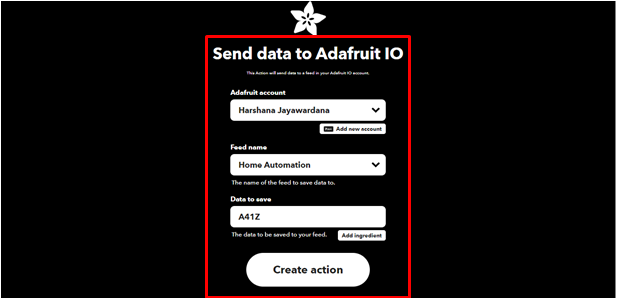 Send data to Adafruit IO
This Action will send data to a feed in your Adafruit IO account.
Adafruit account
Harshana Jayawardana
Add new account
Feed name
Home Automation
The name of the feed to save data to.
Data to save
A41Z
The data to be saved to your feed.
Add ingredient
Create action